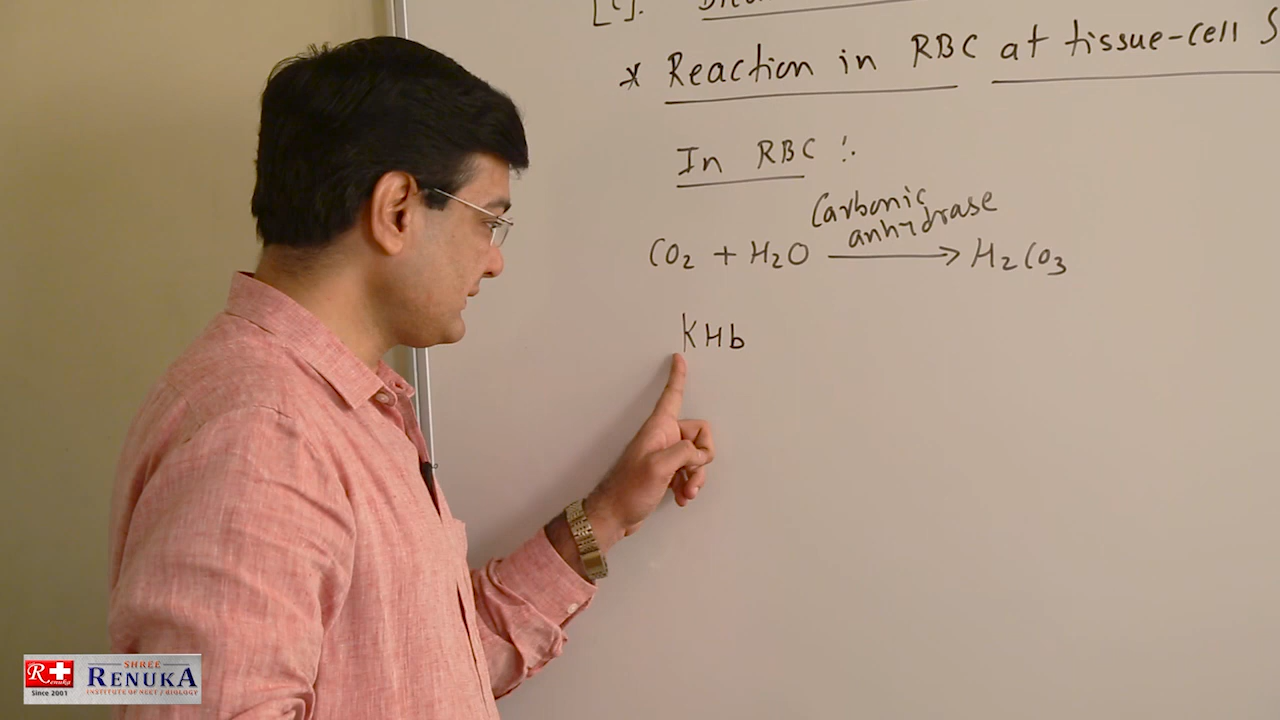 [C].
* Reaction in RBC at tissue-cell
In RBC :
Carbonic
anhydrase
CO2 + H2O → H2CO3
KHb
R+
Renuka
Since 2001
SHREE
RENUKA
INSTITUTE OF NEET / BIOLOGY